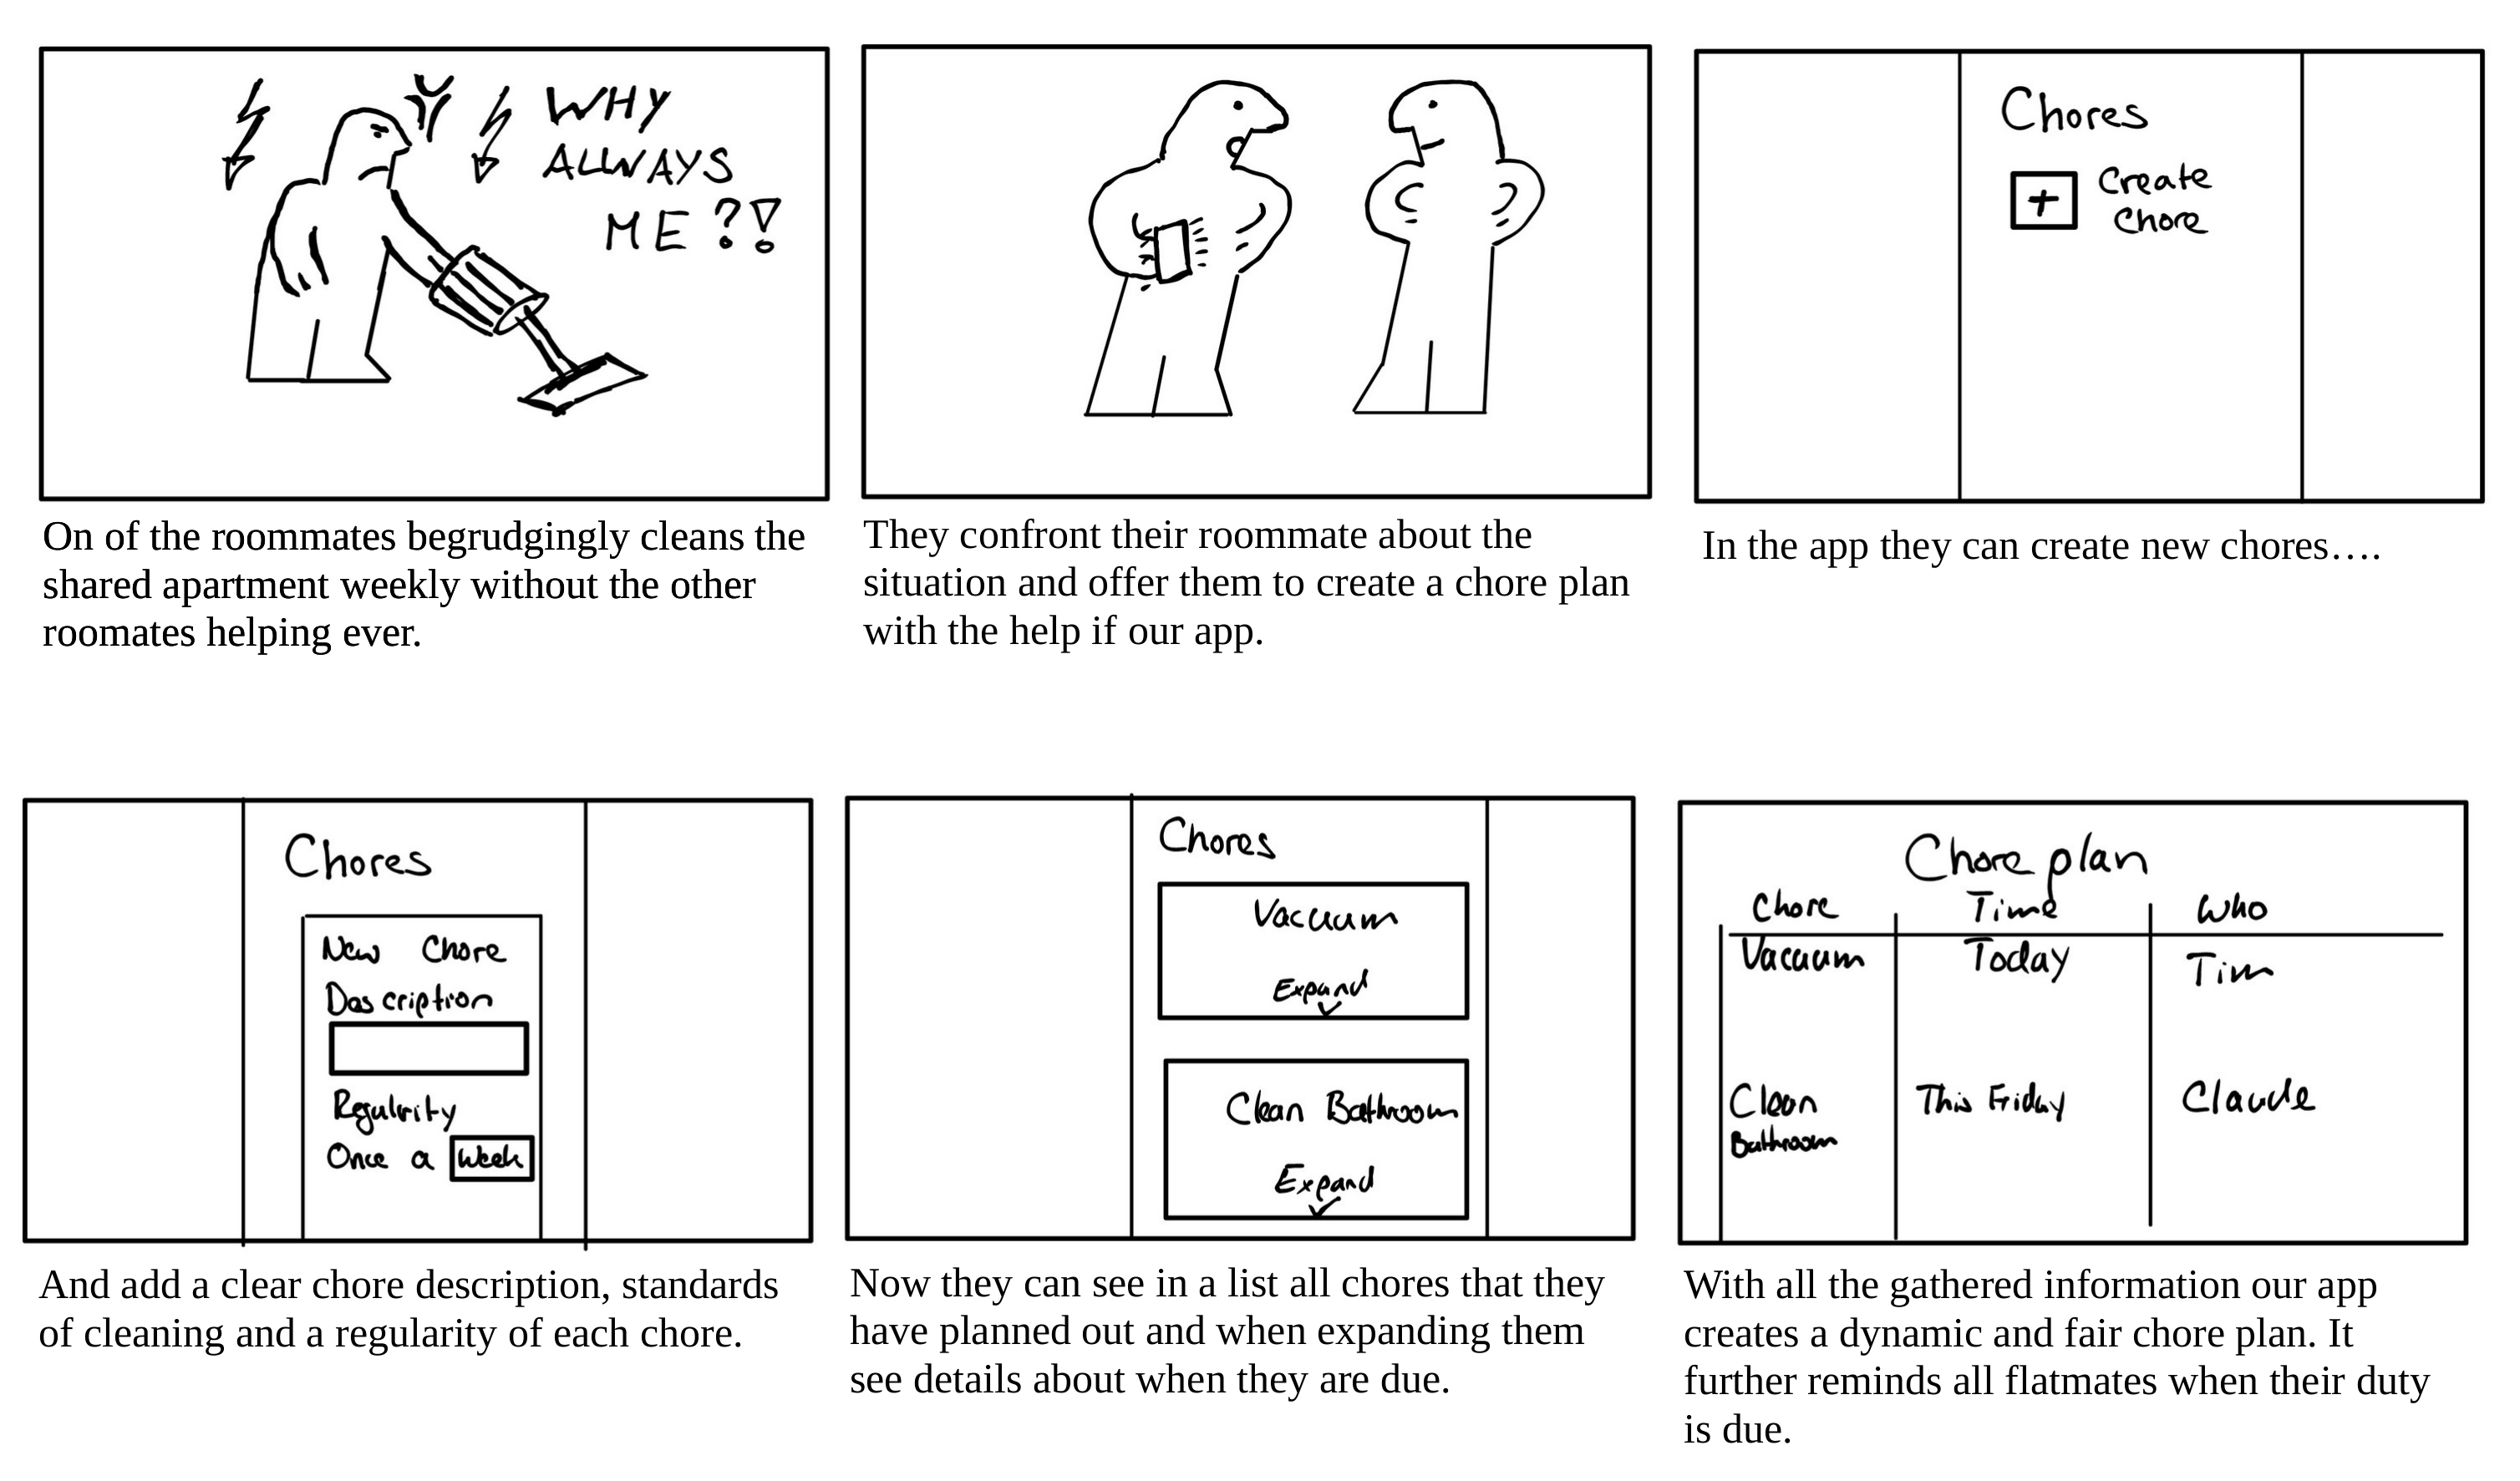 WHY
ALWAYS
ME ?!
On of the roommates begrudgingly cleans the
shared apartment weekly without the other
roomates helping ever.
They confront their roommate about the
situation and offer them to create a chore plan
with the help if our app.
Chores
+ Create
Chore
In the app they can create new chores….
Chores
New Chore
Description
Regularity
Once a Week
And add a clear chore description, standards
of cleaning and a regularity of each chore.
Chores
Vacuum
Expand
Clean Bathroom
Expand
Now they can see in a list all chores that they
have planned out and when expanding them
see details about when they are due.
Chore plan
Chore Time Who
Vacuum Today Tim
Clean This Friday Claude
Bathroom
With all the gathered information our app
creates a dynamic and fair chore plan. It
further reminds all flatmates when their duty
is due.